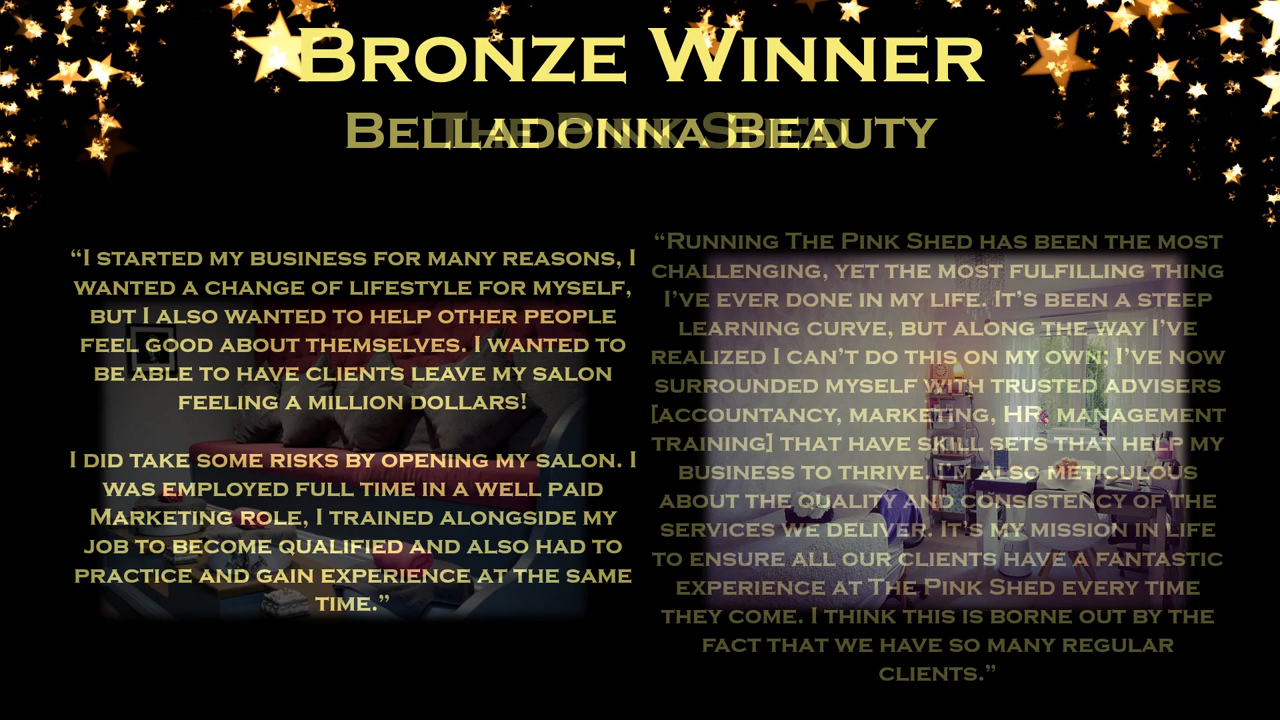 Bronze Winner
Belladonna Beauty
The Pink Shed
“I started my business for many reasons, I
wanted a change of lifestyle for myself,
but I also wanted to help other people
feel good about themselves. I wanted to
be able to have clients leave my salon
feeling a million dollars!
I did take some risks by opening my salon. I
was employed full time in a well paid
Marketing role, I trained alongside my
job to become qualified and also had to
practice and gain experience at the same
time.”
“Running The Pink Shed has been the most
challenging, yet the most fulfilling thing
I’ve ever done in my life. It’s been a steep
learning curve, but along the way I’ve
realized I can’t do this on my own; I’ve now
surrounded myself with trusted advisers
[accountancy, marketing, HR, management
training] that have skill sets that help my
business to thrive. I’m also meticulous
about the quality and consistency of the
services we deliver. It’s my mission in life
to ensure all our clients have a fantastic
experience at The Pink Shed every time
they come. I think this is borne out by the
fact that we have so many regular
clients.”